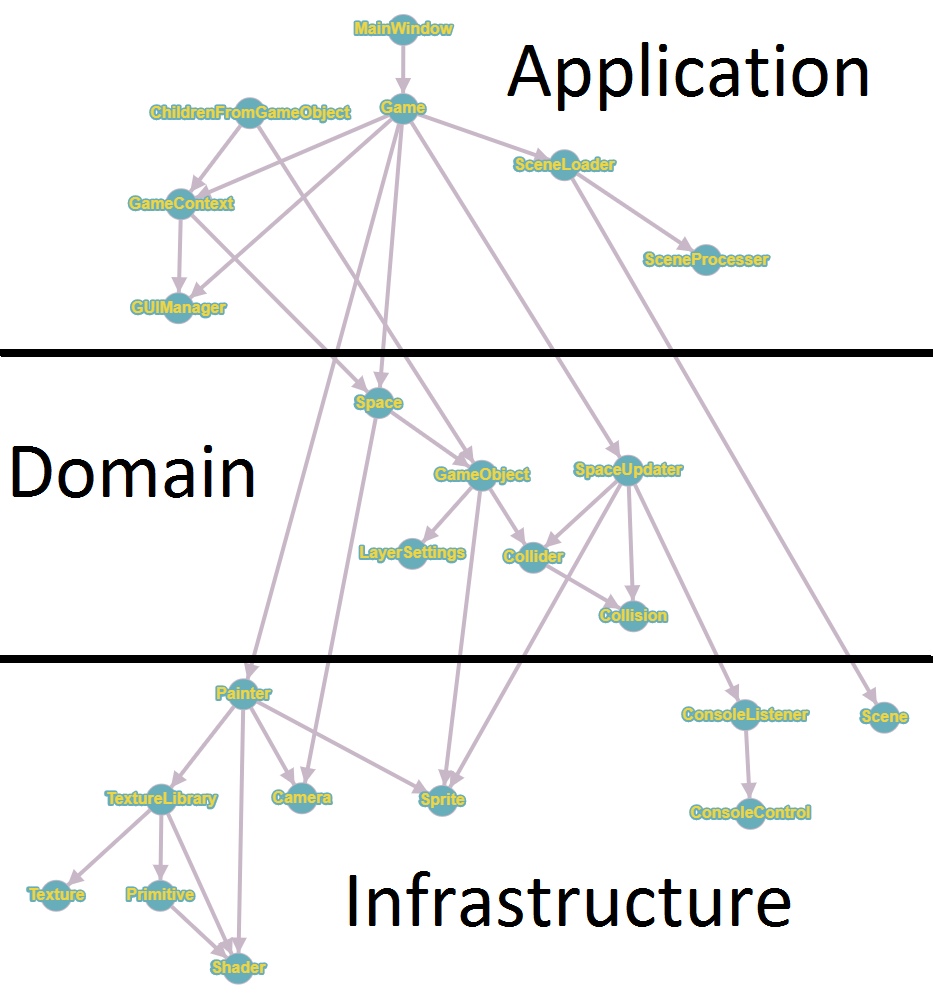 MainWindow
Application
ChildrenFromGameObject
Game
SceneLoader
GameContext
SceneProcesser
GUIManager
Space
Domain
GameObject
SpaceUpdater
LayerSettings
Collider
Collision
Painter
ConsoleListener
Scene
TextureLibrary
Camera
Sprite
ConsoleControl
Texture
Primitive
Infrastructure
Shader